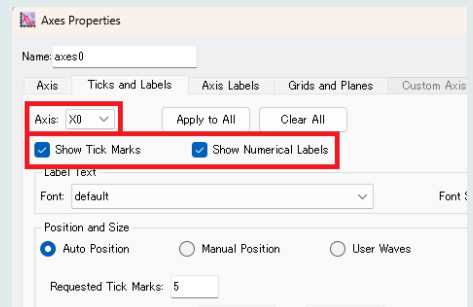 Axes Properties
Name: axes0
Axis Ticks and Labels Axis Labels Grids and Planes Custom Axis
Axis: X0 Apply to All Clear All
Show Tick Marks Show Numerical Labels
Label Text
Font: default Font S
Position and Size
Auto Position Manual Position User Waves
Requested Tick Marks: 5